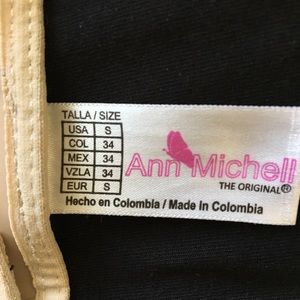 TALLA / SIZE
USA S
COL 34
MEX 34
VZLA 34
EUR S
Ann Michell
THE ORIGINAL®
Hecho en Colombia / Made in Colombia